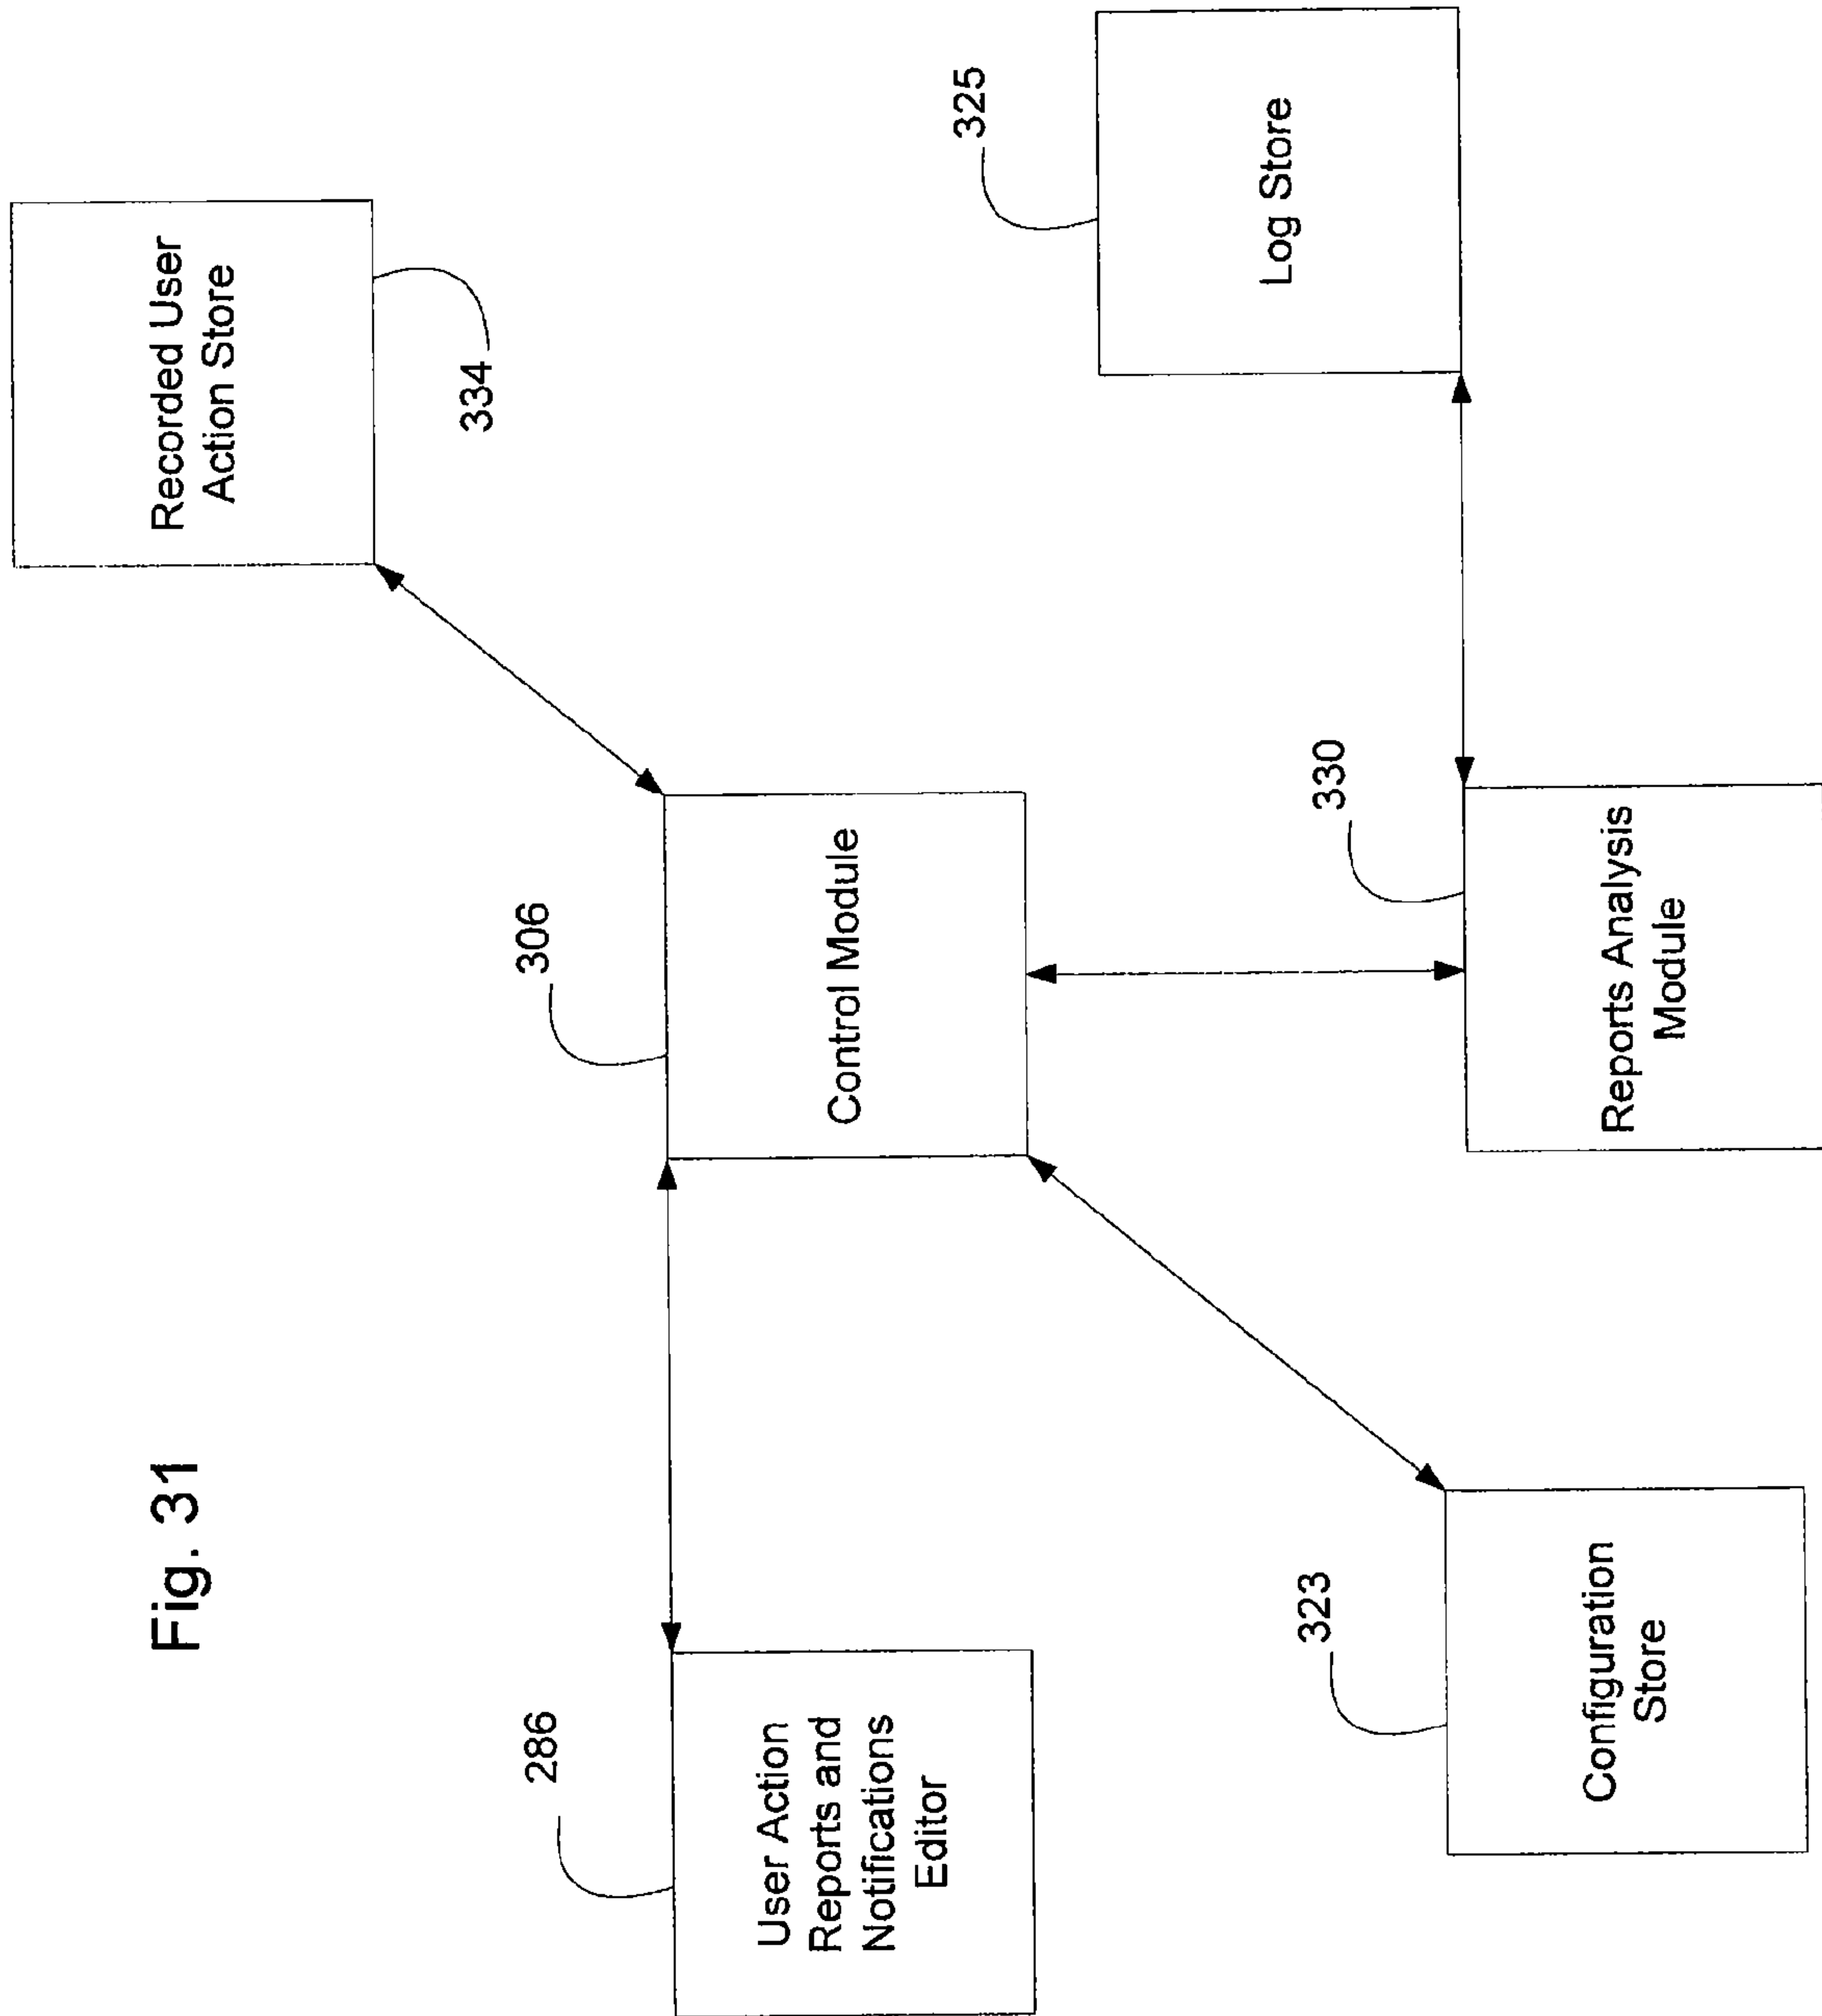 Fig. 31
286
User Action
Reports and
Notifications
Editor
306
Control Module
Recorded User
Action Store
334
323
Configuration
Store
330
Reports Analysis
Module
325
Log Store